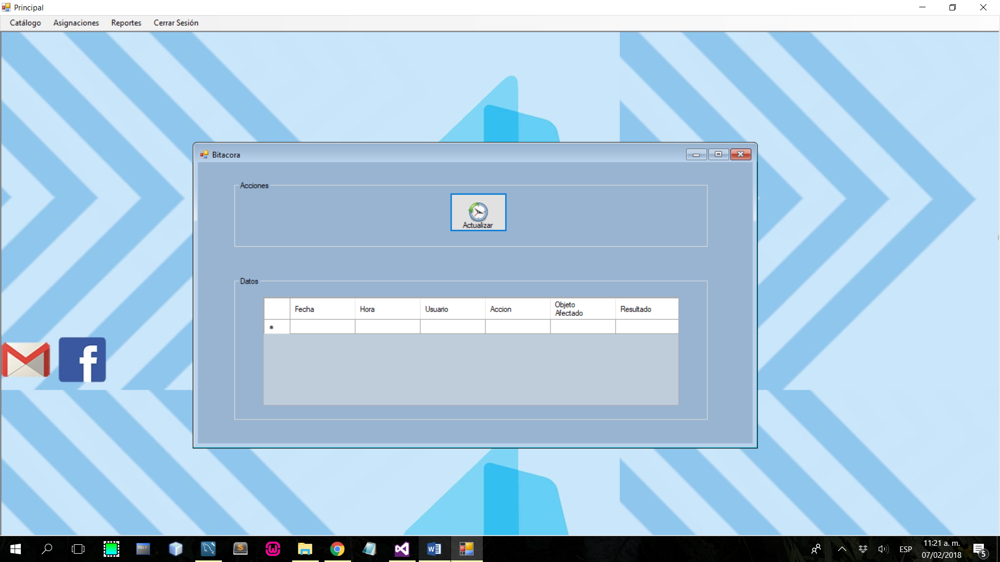 Principal
Catálogo Asignaciones Reportes Cerrar Sesión
Bitacora
Acciones
Actualizar
Datos
Fecha Hora Usuario Accion Objeto Afectado Resultado
*
f
SQL>
S
W
W
ESP
11:21 a. m.
07/02/2018
5